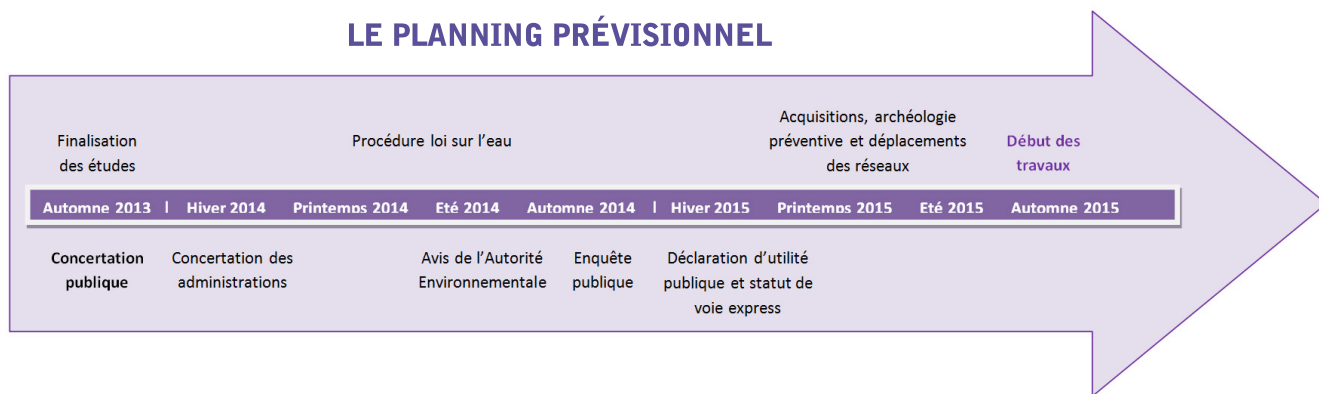 LE PLANNING PRÉVISIONNEL
Finalisation
des études
Procédure loi sur l'eau
Acquisitions, archéologie
préventive et déplacements
des réseaux
Début des
travaux
Automne 2013 | Hiver 2014 Printemps 2014 Eté 2014 Automne 2014 | Hiver 2015 Printemps 2015 Eté 2015 Automne 2015
Concertation
publique
Concertation des
administrations
Avis de l'Autorité
Environnementale
Enquête
publique
Déclaration d'utilité
publique et statut de
voie express